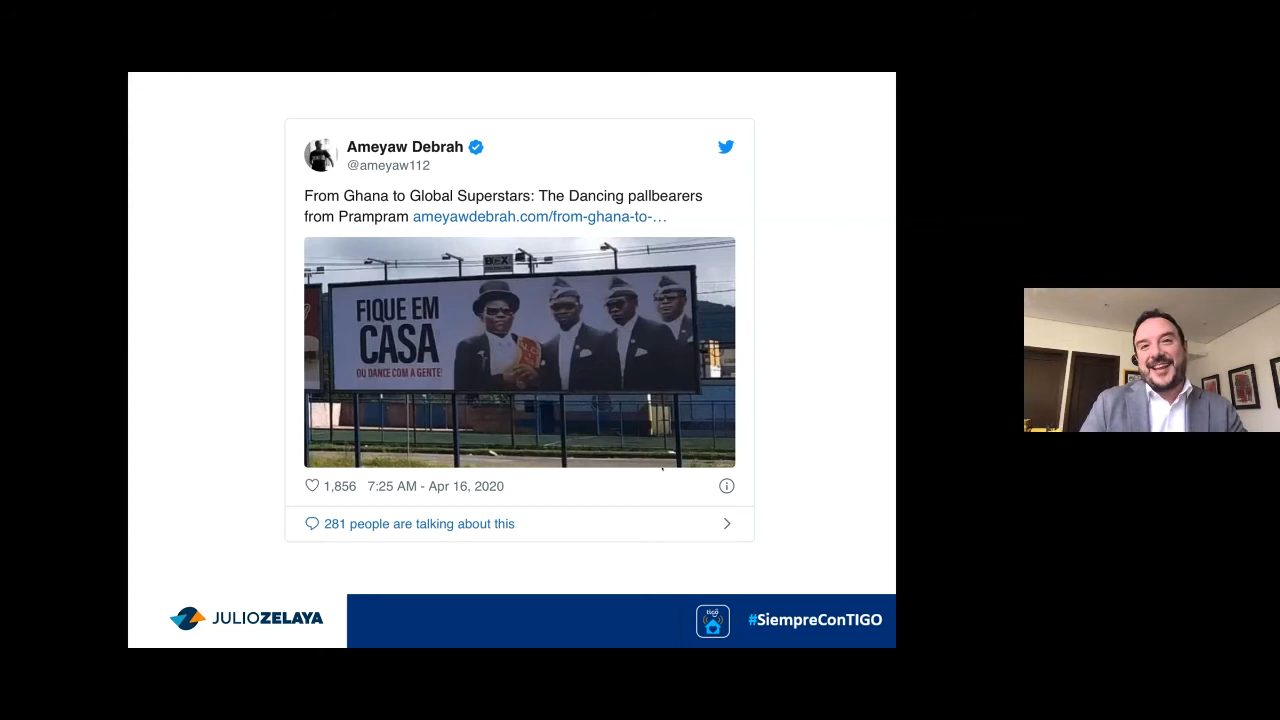 Ameyaw Debrah
@ameyaw112
From Ghana to Global Superstars: The Dancing pallbearers
from Prampram ameyawdebrah.com/from-ghana-to-…
FIQUE EM
CASA
OU DANCE COM A GENTE!
1,856 7:25 AM - Apr 16, 2020
281 people are talking about this
JULIOZELAYA
tigo
#SiempreConTIGO